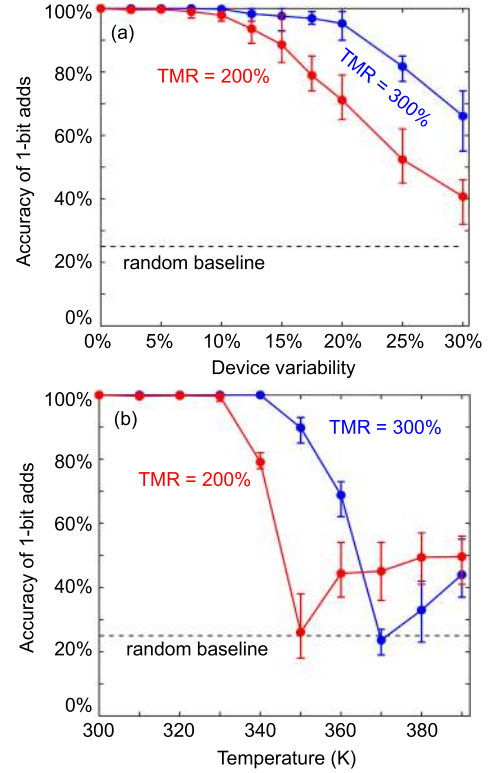 100%
(a)
TMR = 200%
TMR = 300%
80%
60%
40%
20%
0%
random baseline
Accuracy of 1-bit adds
0%
5%
10%
15%
20%
25%
30%
Device variability
100%
(b)
TMR = 300%
TMR = 200%
80%
60%
40%
20%
0%
random baseline
Accuracy of 1-bit adds
300
320
340
360
380
Temperature (K)